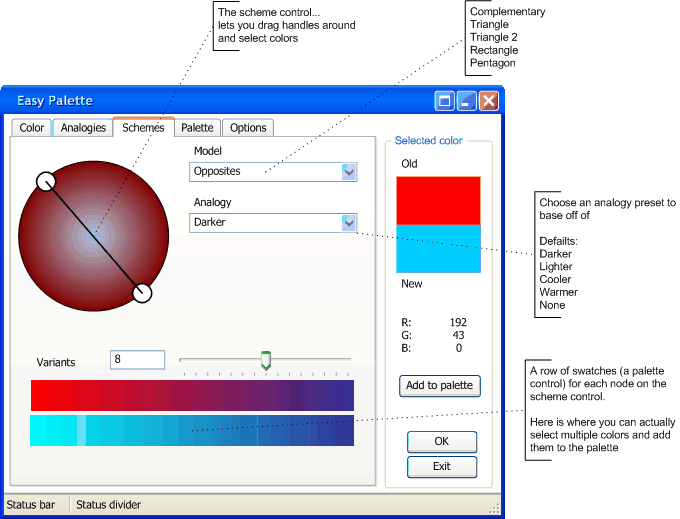 The scheme control...
lets you drag handles around
and select colors
Complementary
Triangle
Triangle 2
Rectangle
Pentagon
Easy Palette
Color
Analogies
Schemes
Palette
Options
Model
Opposites
Analogy
Darker
Selected color
Old
New
R: 192
G: 43
B: 0
Choose an analogy preset to
base off of
Defailts:
Darker
Lighter
Cooler
Warmer
None
Variants
8
Add to palette
A row of swatches (a palette
control) for each node on the
scheme control.
Here is where you can actually
select multiple colors and add
them to the palette
OK
Exit
Status bar
Status divider